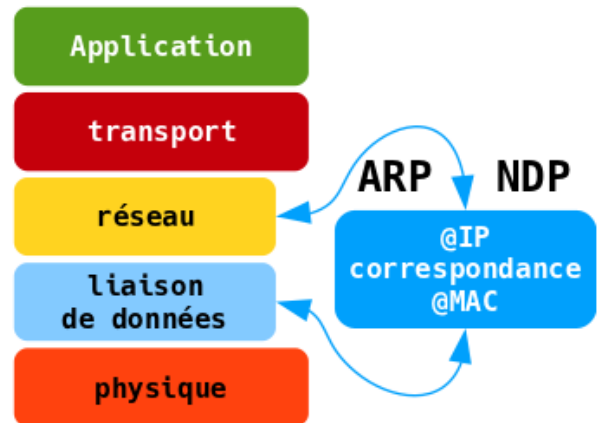 Application
transport
réseau
liaison
de données
physique
ARP NDP
@IP
correspondance
@MAC